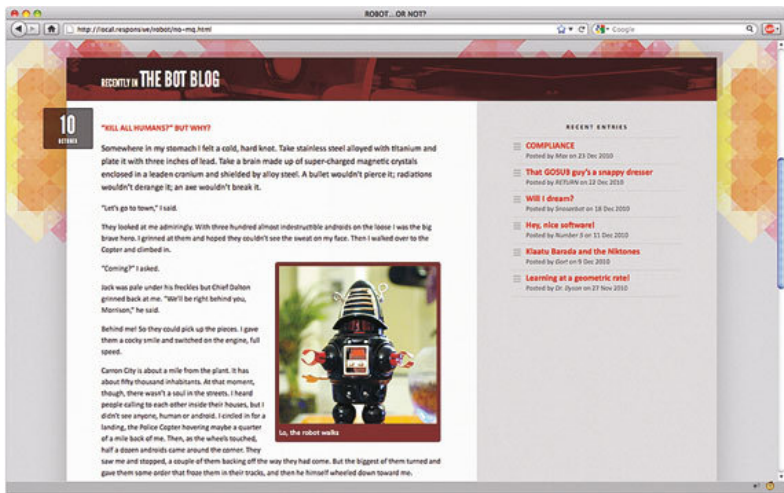 ROBOT...OR NOT?
http://local.responsive/robot/no-mq.html
Google
RECENTLY IN THE BOT BLOG
10
OCTOBER
"KILL ALL HUMANS?" BUT WHY?
Somewhere in my stomach I felt a cold, hard knot. Take stainless steel alloyed with titanium and
plate it with three inches of lead. Take a brain made up of super-charged magnetic crystals
enclosed in a leaden cranium and shielded by alloy steel. A bullet wouldn't pierce it; radiations
wouldn't derange it; an axe wouldn't break it.
"Let's go to town," I said.
They looked at me admiringly. With three hundred almost indestructible androids on the loose I was the big
brave hero. I grinned at them and hoped they couldn't see the sweat on my face. Then I walked over to the
Copter and climbed in.
"Coming?" I asked.
Jack was pale under his freckles but Chief Dalton
grinned back at me. "We'll be right behind you,
Morrison," he said.
Behind me! So they could pick up the pieces. I gave
them a cocky smile and switched on the engine, full
speed.
Carron City is about a mile from the plant. It has
about fifty thousand inhabitants. At that moment,
though, there wasn't a soul in the streets. I heard
people calling to each other inside their houses, but I
didn't see anyone, human or android. I circled in for a
landing, the Police Copter hovering maybe a quarter
of a mile back of me. Then, as the wheels touched,
half a dozen androids came around the corner. They
saw me and stopped, a couple of them backing off the way they had come. But the biggest of them turned and
gave them some order that froze them in their tracks, and then he himself wheeled down toward me.
Lo, the robot walks
RECENT ENTRIES
COMPLIANCE
Posted by Max on 23 Dec 2010
That GOSUB guy's a snappy dresser
Posted by RETURN on 22 Dec 2010
Will I dream?
Posted by Snoozebot on 18 Dec 2010
Hey, nice software!
Posted by Number 5 on 11 Dec 2010
Klaatu Barada and the Niktones
Posted by Gort on 9 Dec 2010
Learning at a geometric rate!
Posted by Dr. Dyson on 27 Nov 2010